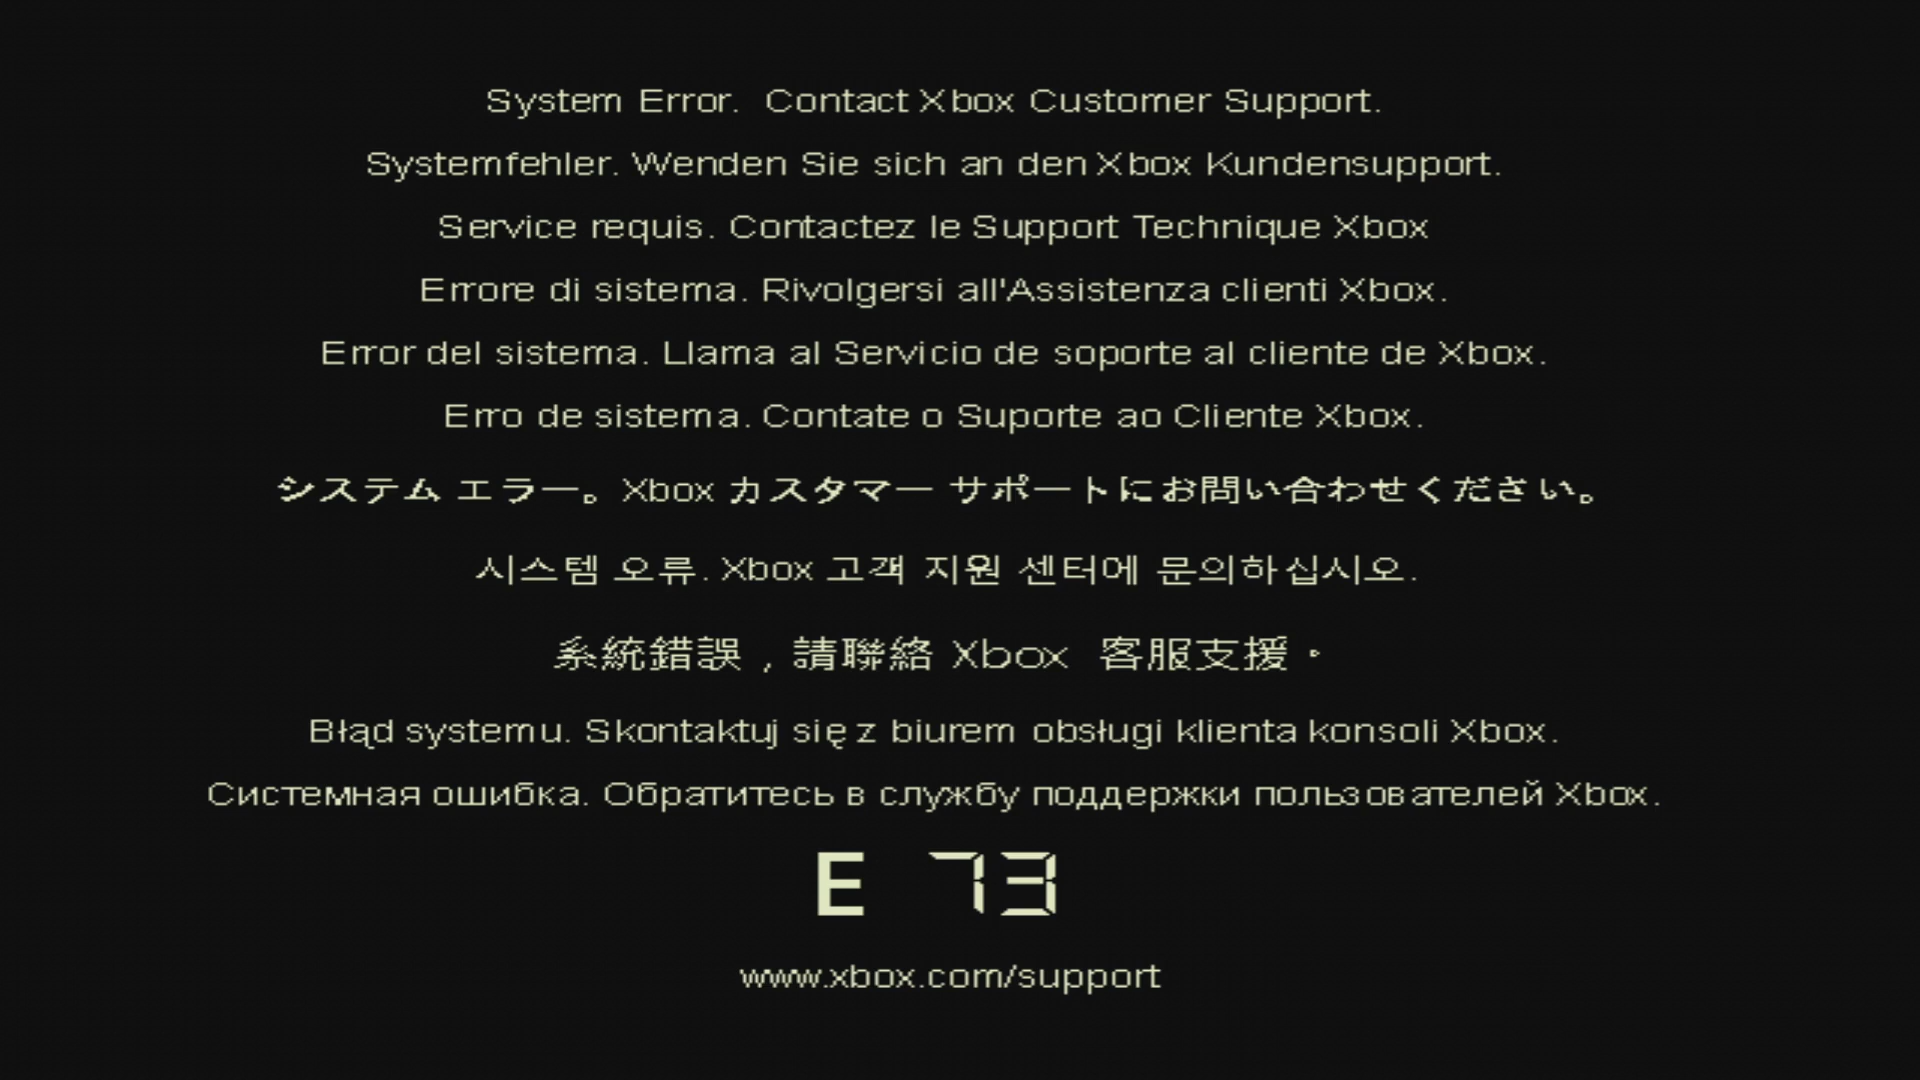 System Error. Contact Xbox Customer Support.
Systemfehler. Wenden Sie sich an den Xbox Kundensupport.
Service requis. Contactez le Support Technique Xbox
Errore di sistema. Rivolgersi all'Assistenza clienti Xbox.
Error del sistema. Llama al Servicio de soporte al cliente de Xbox.
Erro de sistema. Contate o Suporte ao Cliente Xbox.
システム エラー。 Xbox カスタマー サポートにお問い合わせください。
시스템 오류. Xbox 고객 지원 센터에 문의하십시오.
系統錯誤，請聯絡 Xbox 客服支援。
Błąd systemu. Skontaktuj się z biurem obsługi klienta konsoli Xbox.
Системная ошибка. Обратитесь в службу поддержки пользователей Xbox.
E 73
www.xbox.com/support